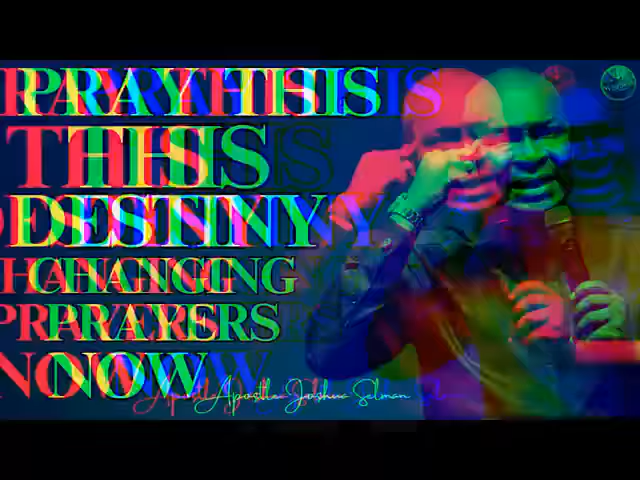 PRAY THIS
THIS
DESTINY
CHANGING
PRAYERS
NOW
Apostle Joshua Selman